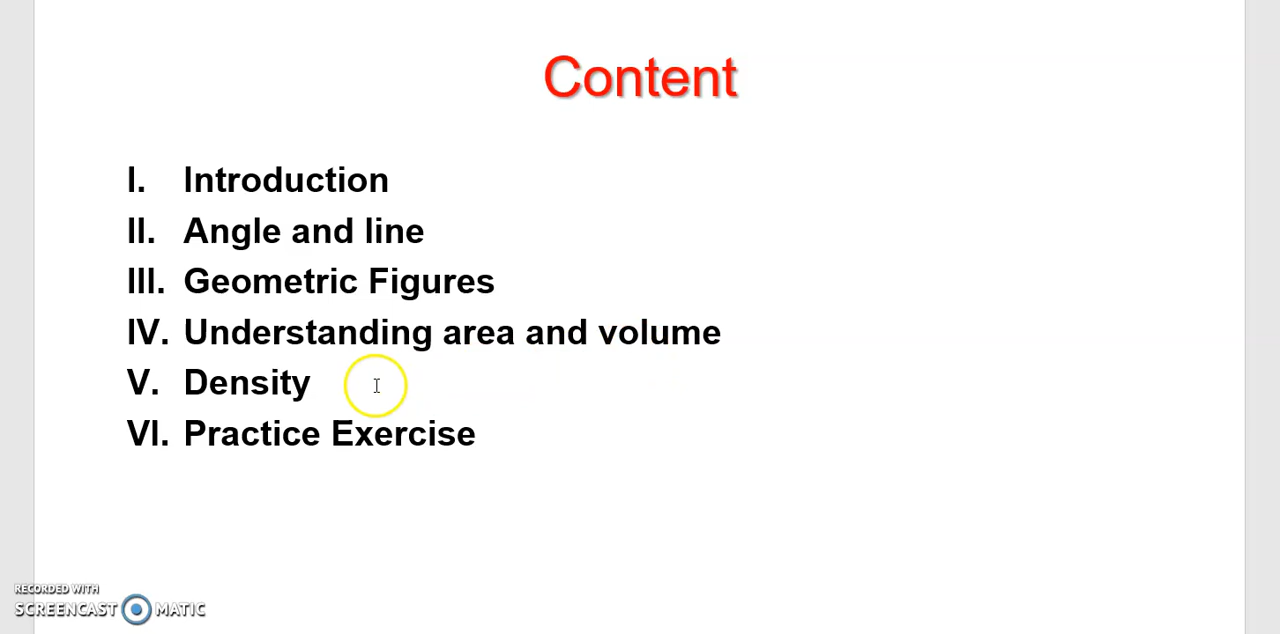 Content
I. Introduction
II. Angle and line
III. Geometric Figures
IV. Understanding area and volume
V. Density
VI. Practice Exercise
RECORDED WITH
SCREENCAST MATIC